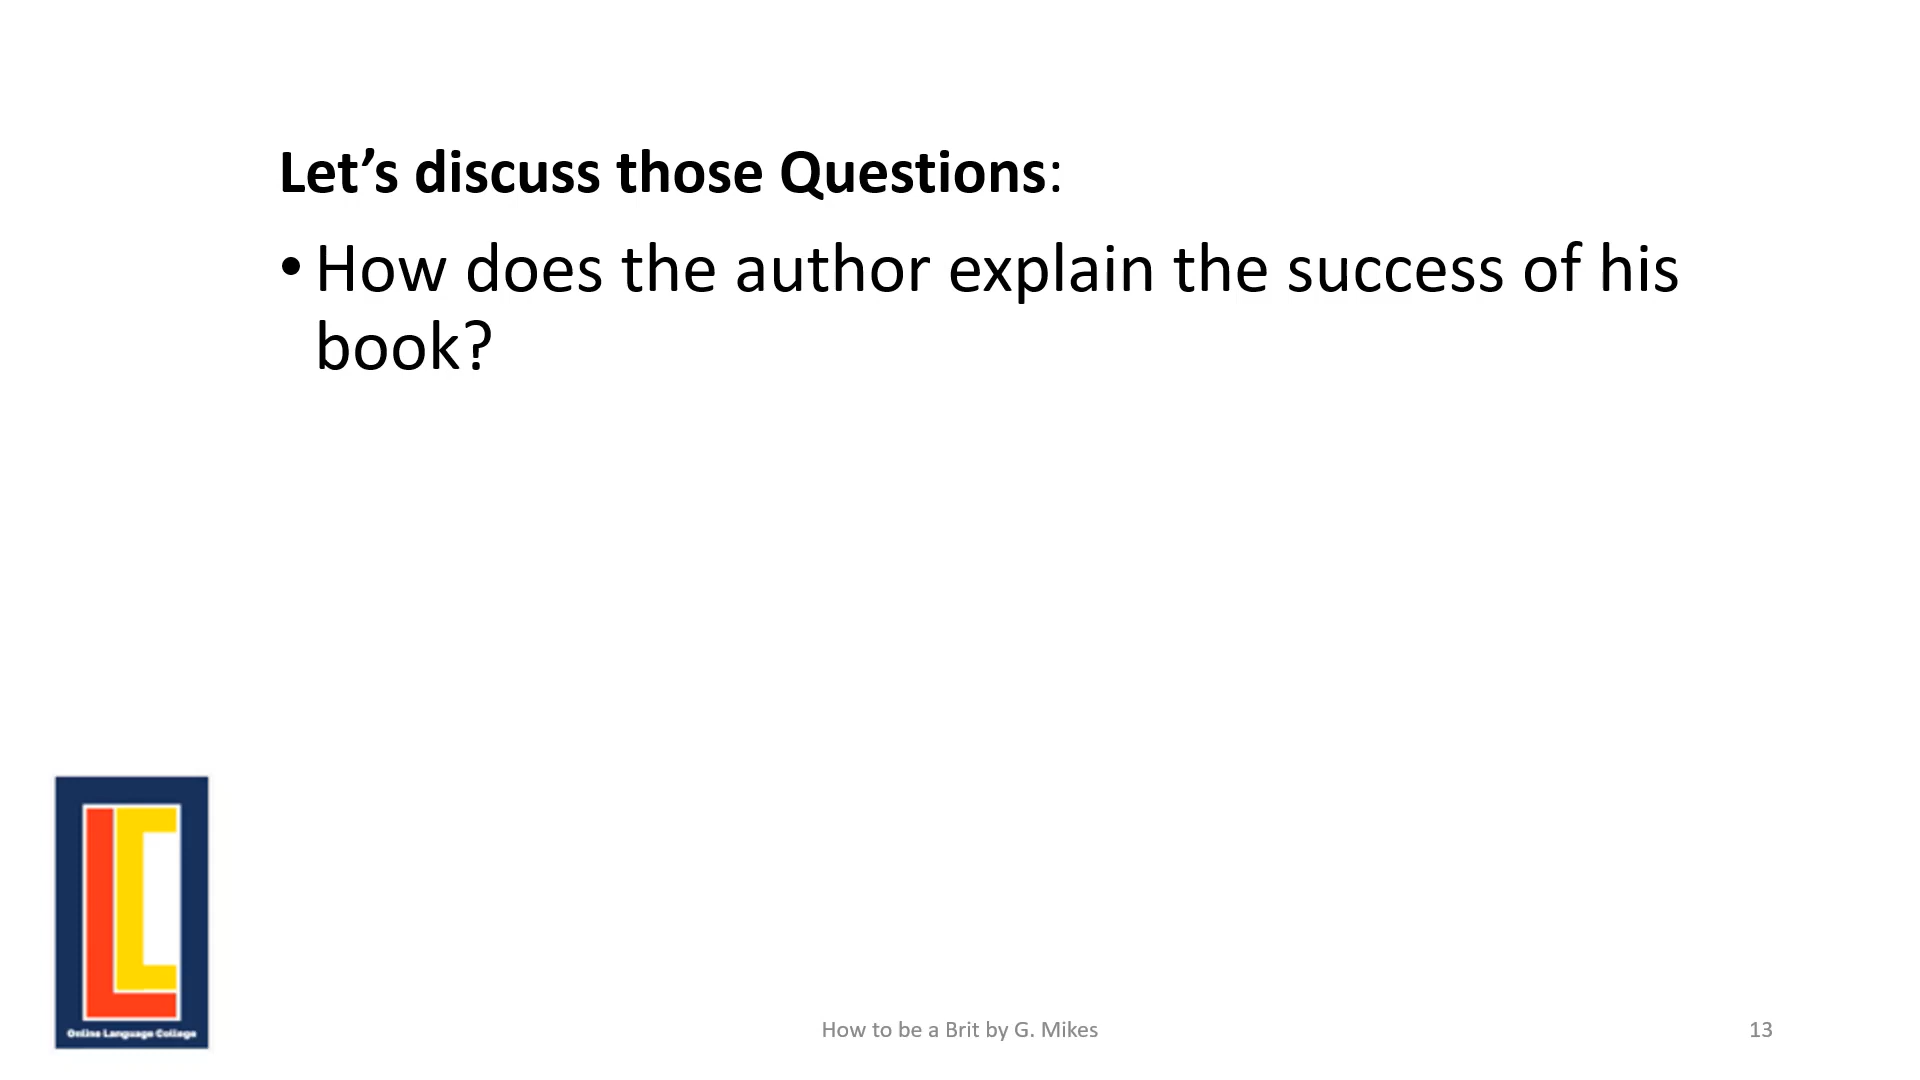 Let’s discuss those Questions:
• How does the author explain the success of his
book?
Online Language College
How to be a Brit by G. Mikes
13